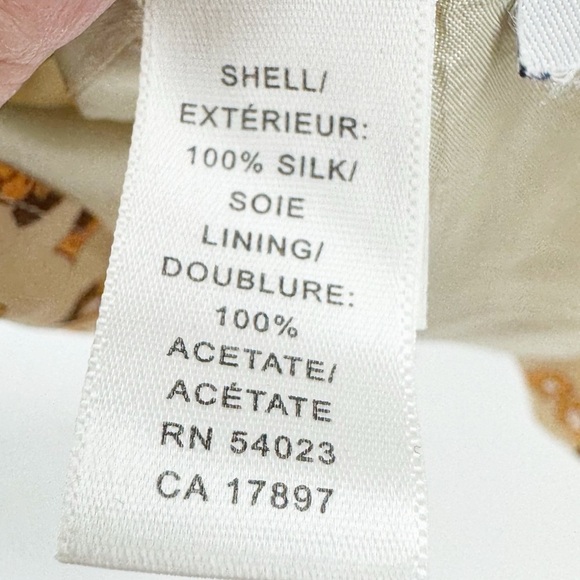 SHELL/
EXTÉRIEUR:
100% SILK/
SOIE
LINING/
DOUBLURE:
100%
ACETATE/
ACÉTATE
RN 54023
CA 17897